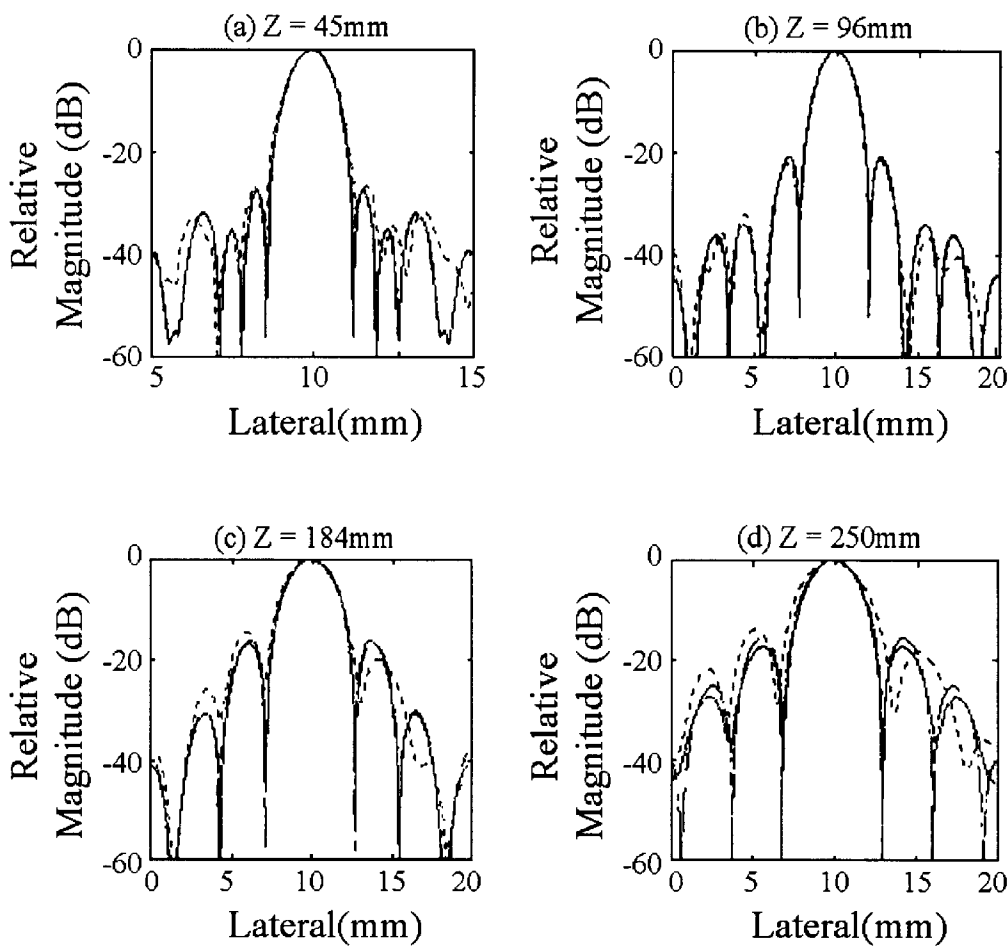 (a) Z = 45mm
0
-20
-40
-60
Relative
Magnitude (dB)
5
10
15
Lateral(mm)
(b) Z = 96mm
0
-20
-40
-60
Relative
Magnitude (dB)
0
5
10
15
20
Lateral(mm)
(c) Z = 184mm
0
-20
-40
-60
Relative
Magnitude (dB)
0
5
10
15
20
Lateral(mm)
(d) Z = 250mm
0
-20
-40
-60
Relative
Magnitude (dB)
0
5
10
15
20
Lateral(mm)